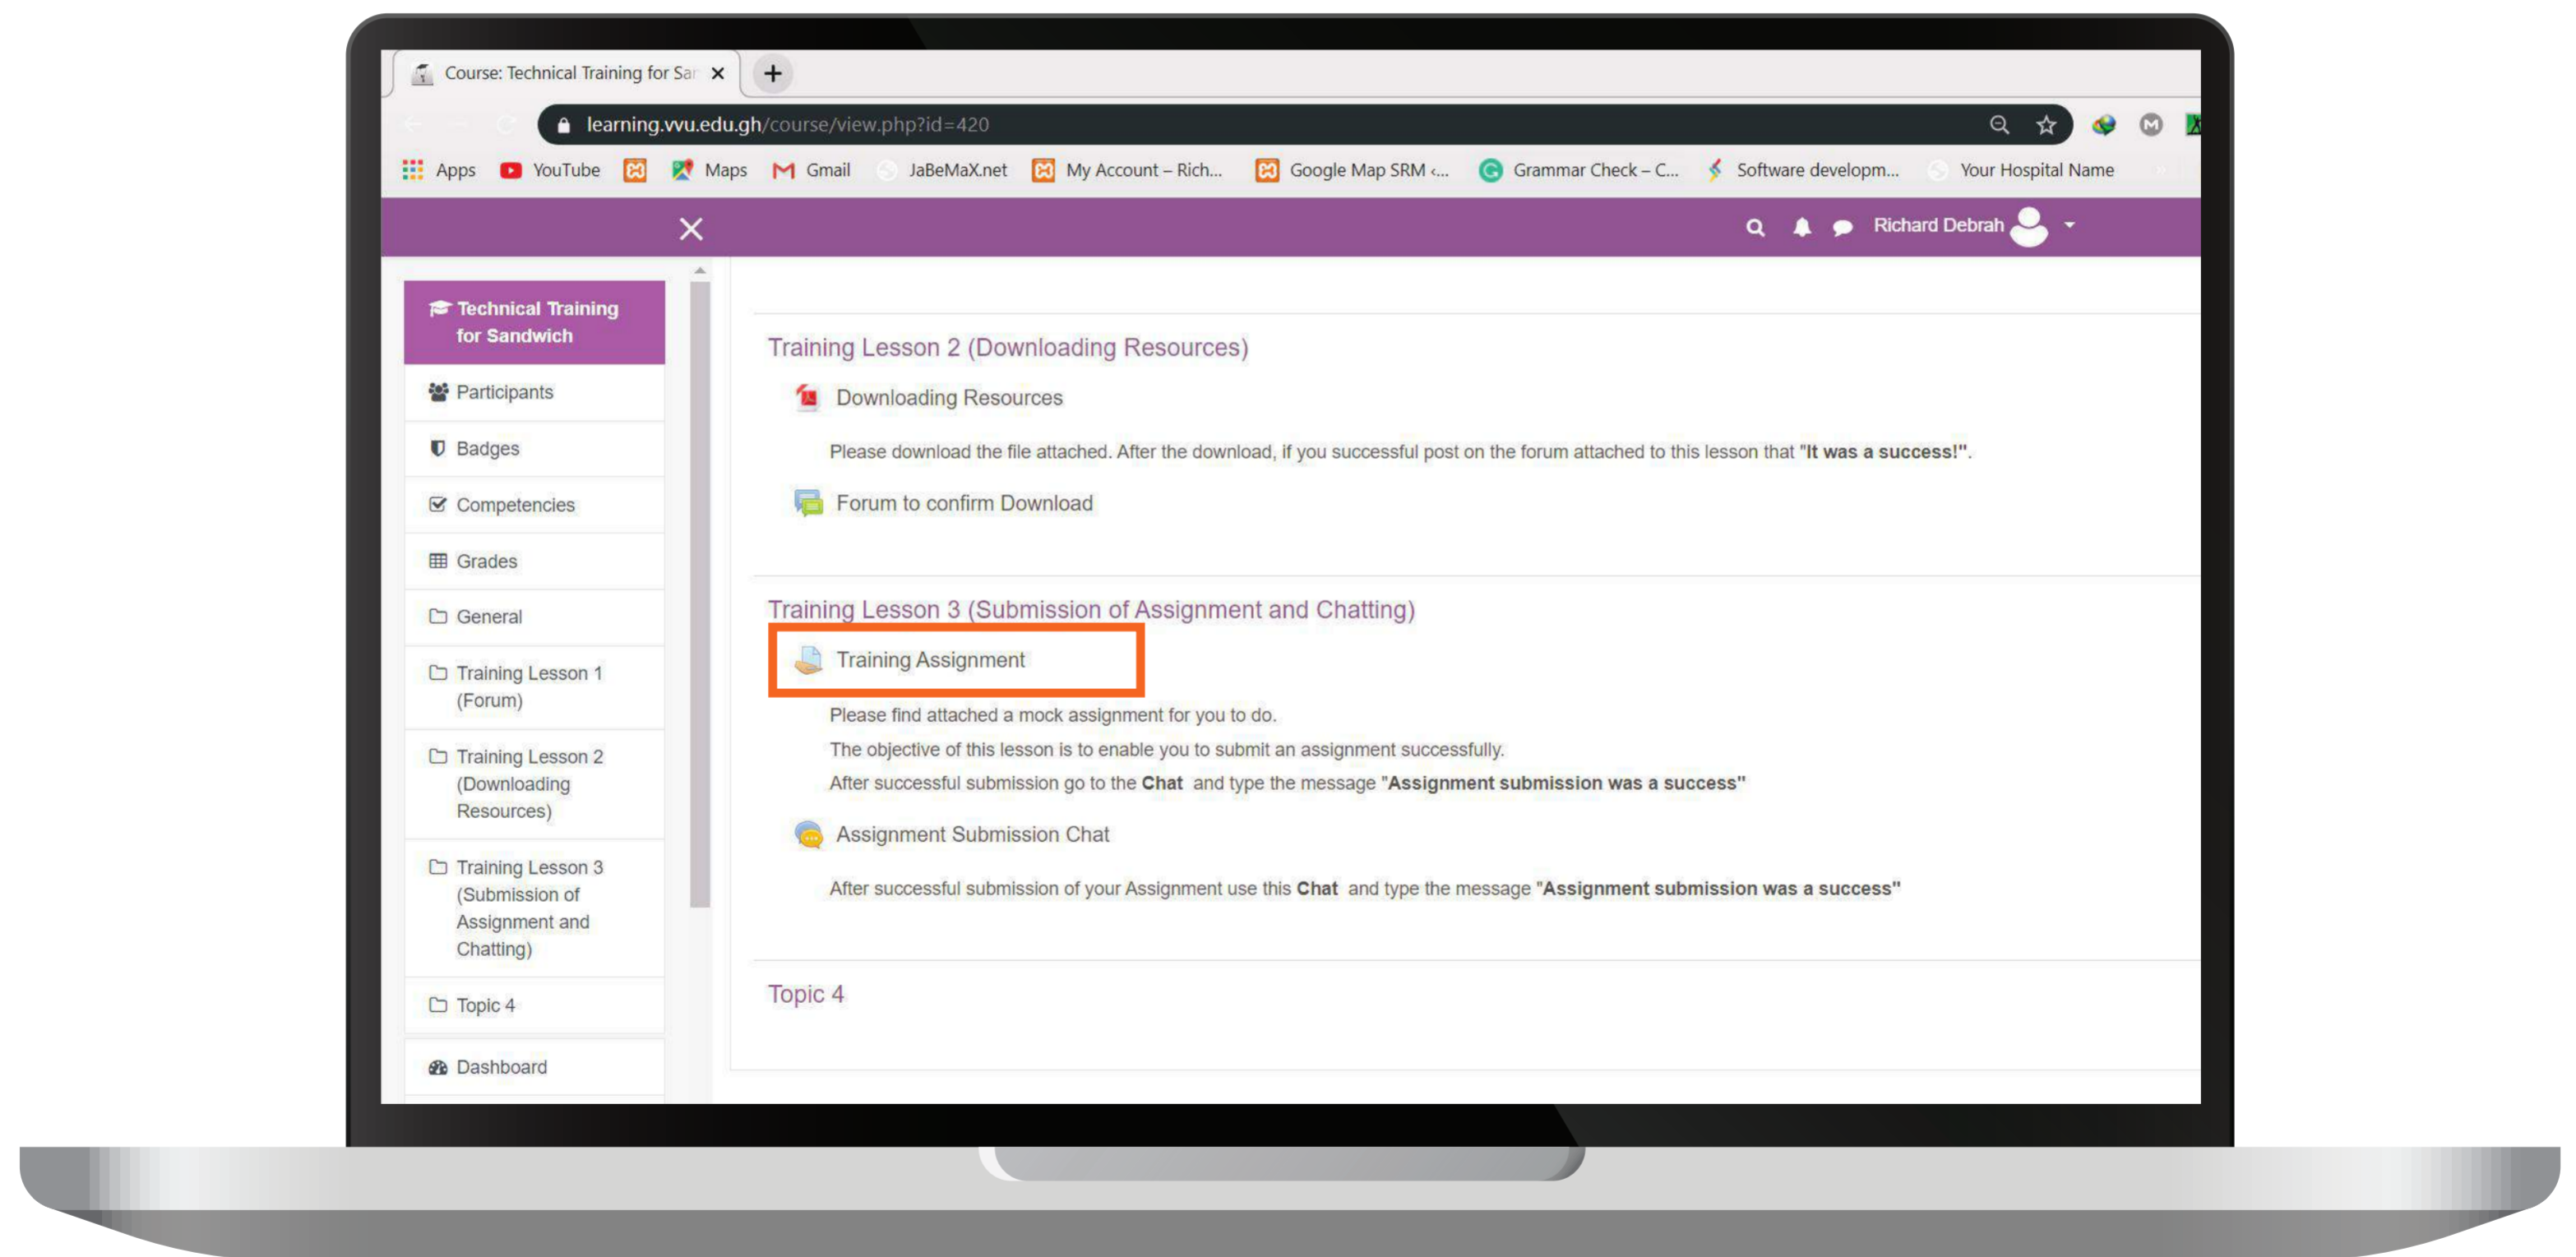 Course: Technical Training for Sar
learning.vvu.edu.gh/course/view.php?id=420
Apps YouTube Maps Gmail JaBeMaX.net My Account – Rich... Google Map SRM ‹... Grammar Check – C... Software developm... Your Hospital Name
Richard Debrah
Technical Training
for Sandwich
Participants
Badges
Competencies
Grades
General
Training Lesson 1
(Forum)
Training Lesson 2
(Downloading
Resources)
Training Lesson 3
(Submission of
Assignment and
Chatting)
Topic 4
Dashboard
Training Lesson 2 (Downloading Resources)
Downloading Resources
Please download the file attached. After the download, if you successful post on the forum attached to this lesson that "It was a success!".
Forum to confirm Download
Training Lesson 3 (Submission of Assignment and Chatting)
Training Assignment
Please find attached a mock assignment for you to do.
The objective of this lesson is to enable you to submit an assignment successfully.
After successful submission go to the Chat and type the message "Assignment submission was a success"
Assignment Submission Chat
After successful submission of your Assignment use this Chat and type the message "Assignment submission was a success"
Topic 4